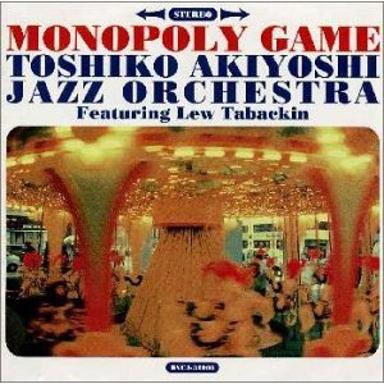 STEREO
MONOPOLY GAME
TOSHIKO AKIYOSHI
JAZZ ORCHESTRA
Featuring Lew Tabackin